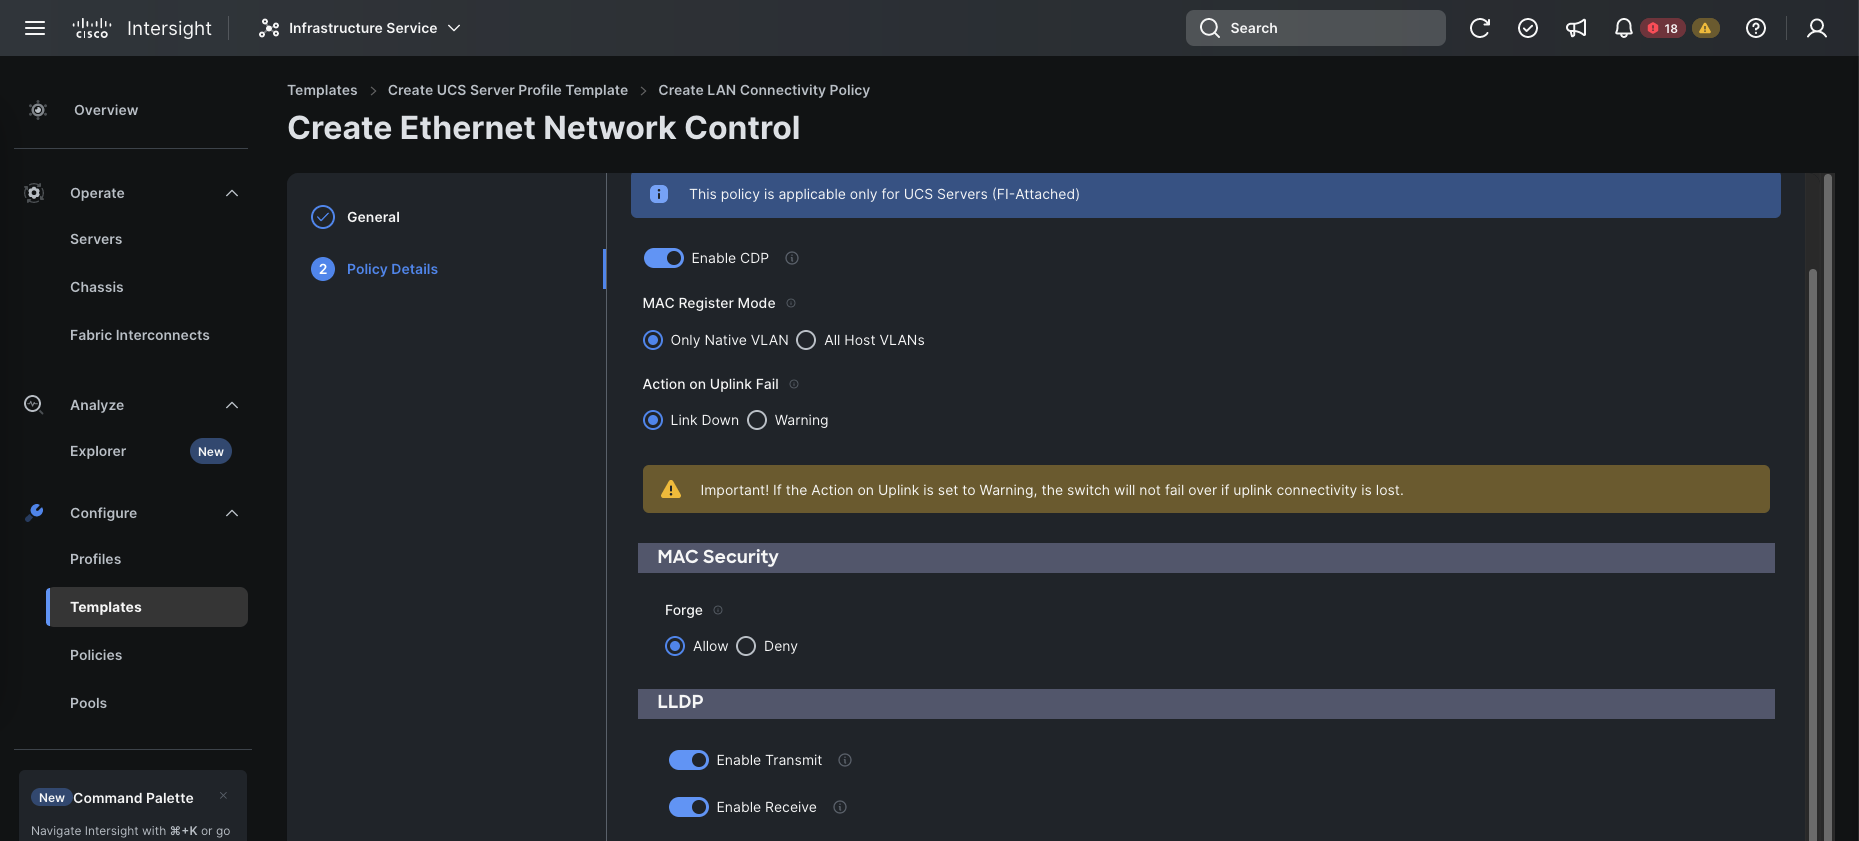 CISCO Intersight Infrastructure Service Search 18
Templates > Create UCS Server Profile Template > Create LAN Connectivity Policy
Create Ethernet Network Control
Overview
Operate
Servers
Chassis
Fabric Interconnects
Analyze
Explorer New
Configure
Profiles
Templates
Policies
Pools
New Command Palette ×
Navigate Intersight with ⌘+K or go
General
2 Policy Details
This policy is applicable only for UCS Servers (FI-Attached)
Enable CDP
MAC Register Mode
Only Native VLAN All Host VLANs
Action on Uplink Fail
Link Down Warning
Important! If the Action on Uplink is set to Warning, the switch will not fail over if uplink connectivity is lost.
MAC Security
Forge
Allow Deny
LLDP
Enable Transmit
Enable Receive